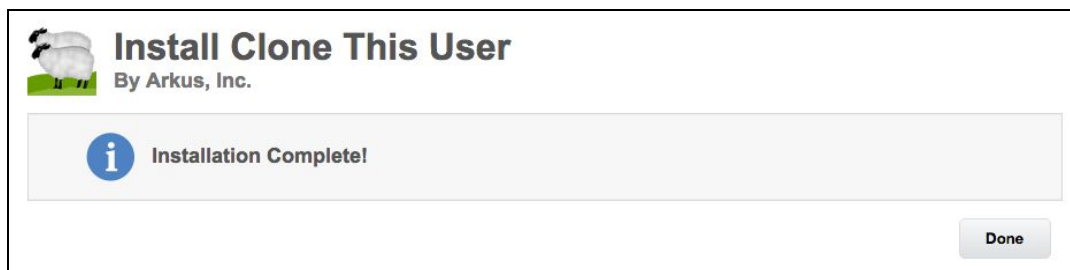 Install Clone This User
By Arkus, Inc.
i
Installation Complete!
Done